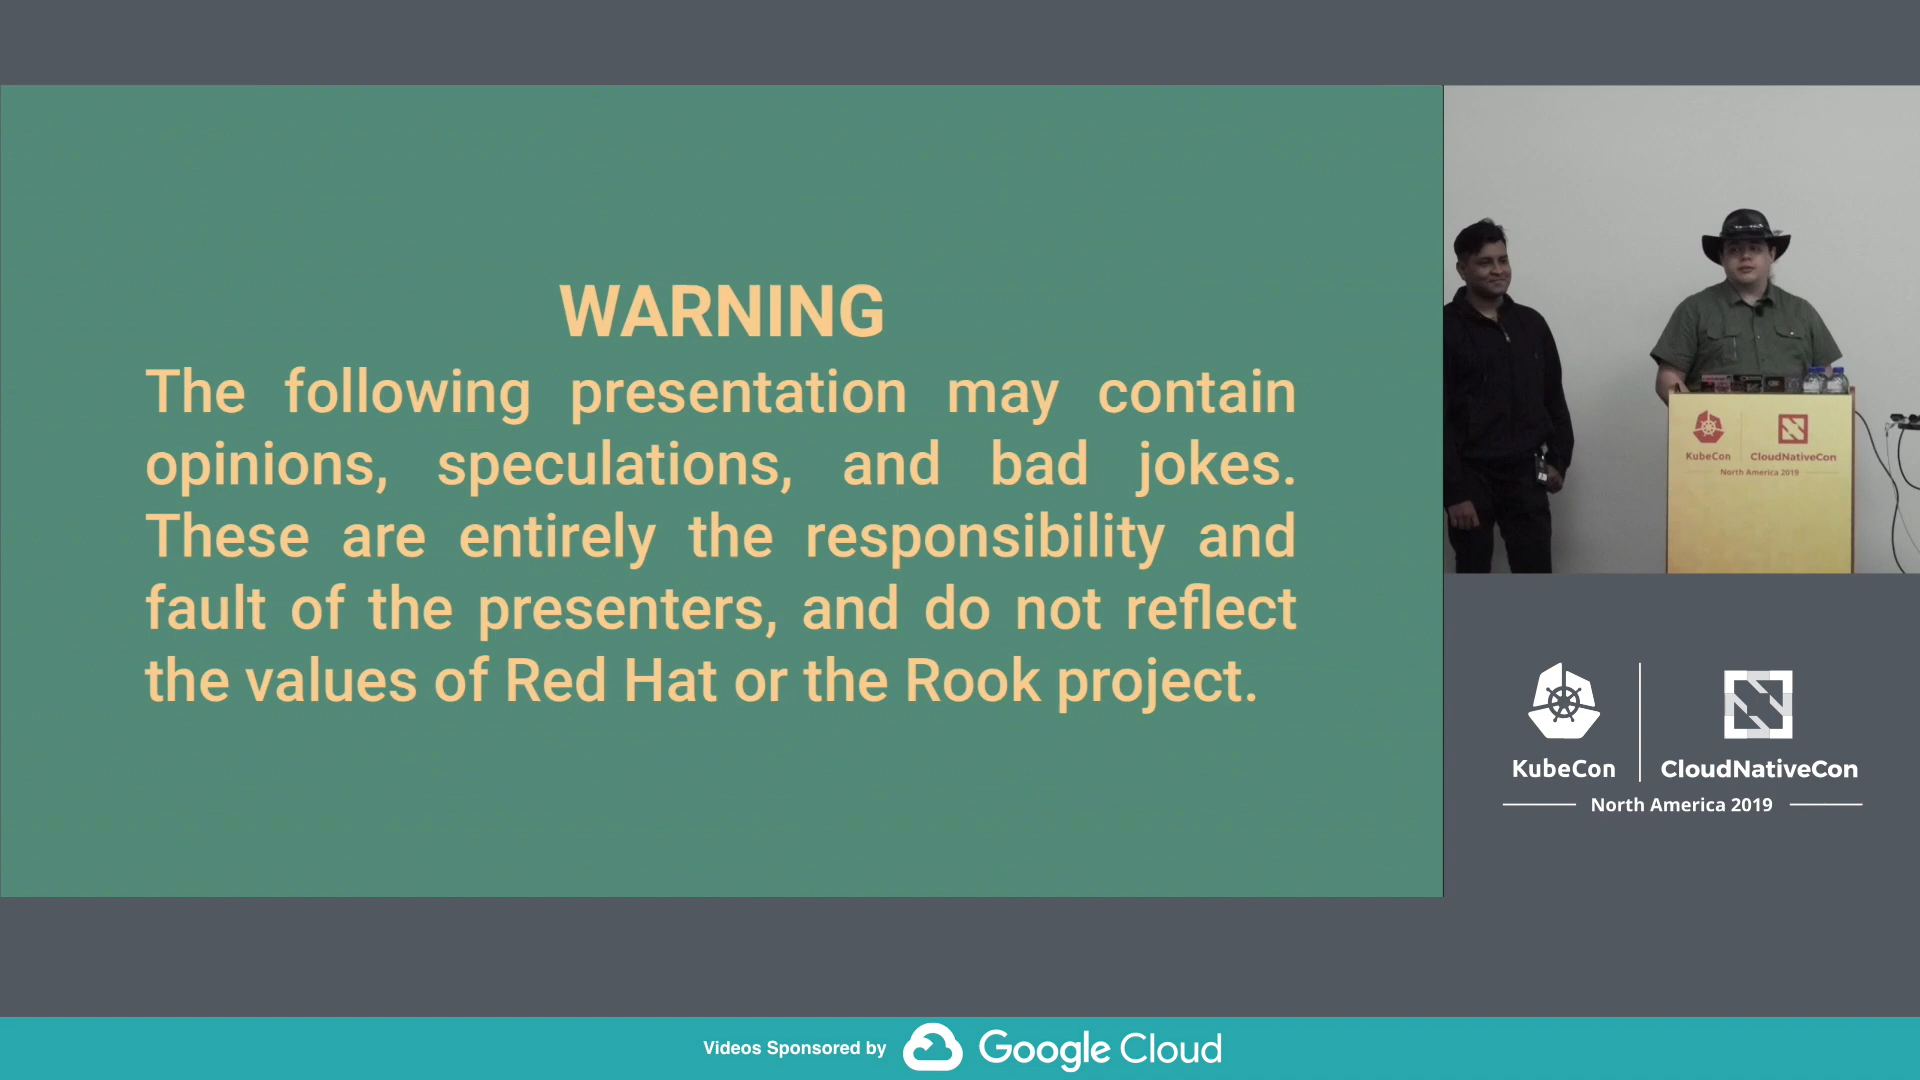 WARNING
The following presentation may contain
opinions, speculations, and bad jokes.
These are entirely the responsibility and
fault of the presenters, and do not reflect
the values of Red Hat or the Rook project.
KubeCon
CloudNativeCon
North America 2019
KubeCon
CloudNativeCon
North America 2019
Videos Sponsored by
Google Cloud